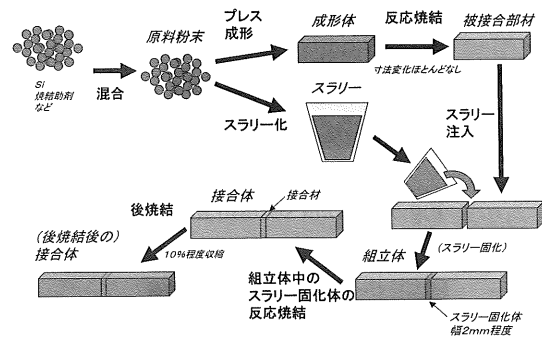 Si
焼結助剤
など
混合
原料粉末
プレス
成形
成形体
反応焼結
寸法変化ほとんどなし
被接合部材
スラリー化
スラリー
スラリー
注入
(スラリー固化)
組立体
スラリー固化体
幅2mm程度
組立体中の
スラリー固化体の
反応焼結
接合体
接合材
後焼結
10%程度収縮
(後焼結後の)
接合体